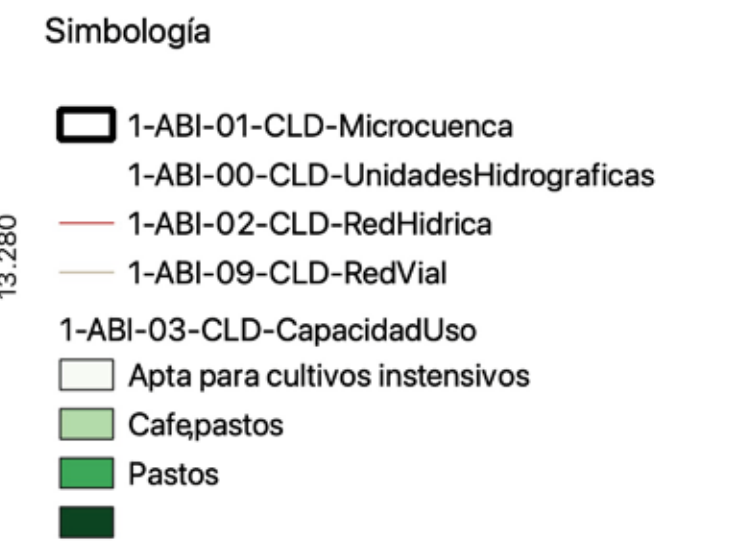 Simbología
1-ABI-01-CLD-Microcuenca
1-ABI-00-CLD-UnidadesHidrograficas
1-ABI-02-CLD-RedHidrica
13.280
1-ABI-09-CLD-RedVial
1-ABI-03-CLD-CapacidadUso
Apta para cultivos instensivos
Cafe,pastos
Pastos